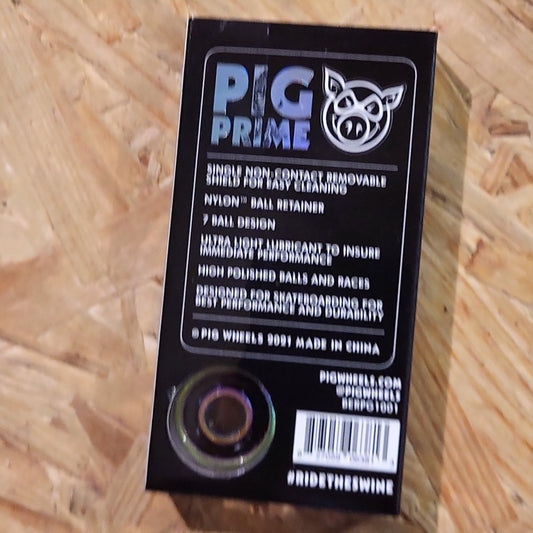 PIG
PRIME
SINGLE NON-CONTACT REMOVABLE
SHIELD FOR EASY CLEANING
NYLON™ BALL RETAINER
7 BALL DESIGN
ULTRA LIGHT LUBRICANT TO INSURE
IMMEDIATE PERFORMANCE
HIGH POLISHED BALLS AND RACES
DESIGNED FOR SKATEBOARDING FOR
BEST PERFORMANCE AND DURABILITY
© PIG WHEELS 2021 MADE IN CHINA
PIGWHEELS.COM
@PIGWHEELS
#RIDETHESWINE